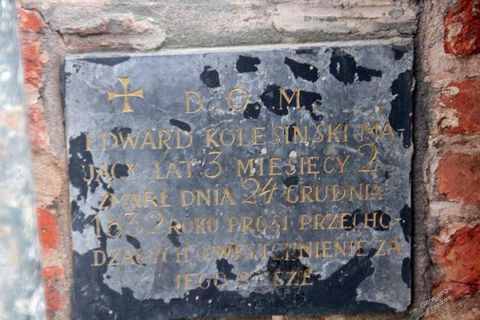 D. O. M.
EDWARD KOLESIŃSKI MA-
JĄCY LAT 3 MIESIĘCY 2
ZMARŁ DNIA 24 GRUDNIA
1832 ROKU PROSI PRZECHO-
DZĄCYCH O WESTCHNIENIE ZA
JEGO DUSZE